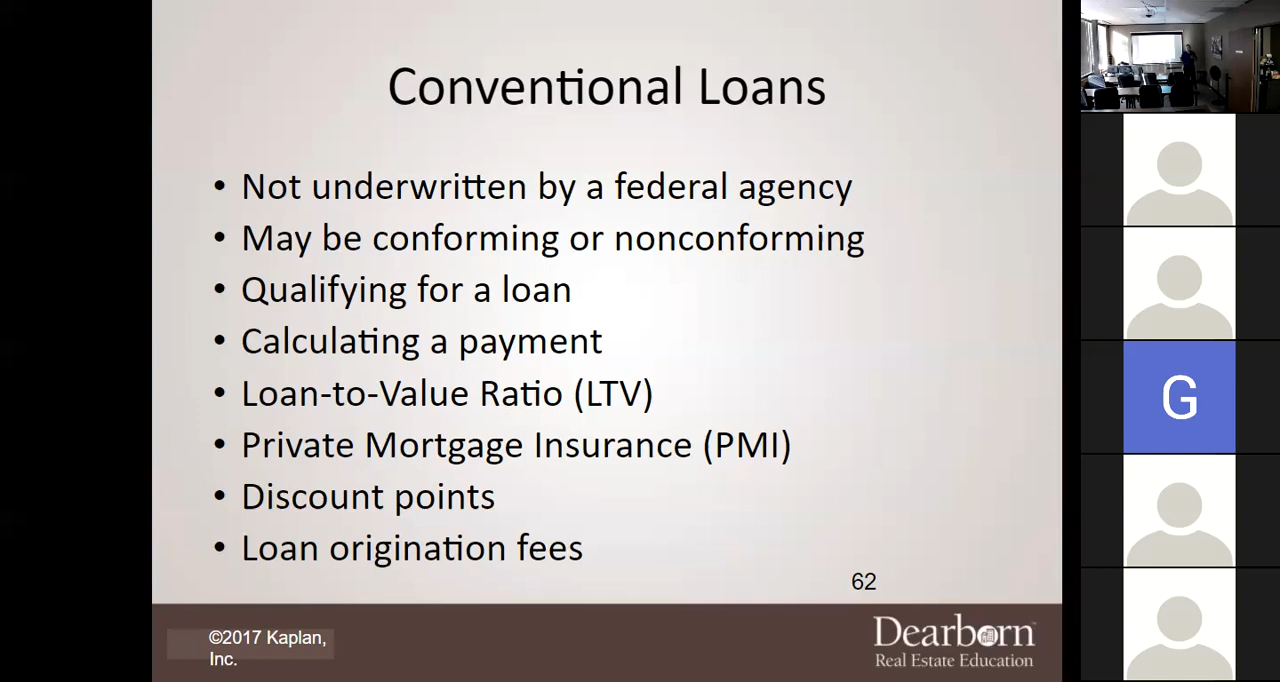 Conventional Loans
• Not underwritten by a federal agency
• May be conforming or nonconforming
• Qualifying for a loan
• Calculating a payment
• Loan-to-Value Ratio (LTV)
• Private Mortgage Insurance (PMI)
• Discount points
• Loan origination fees
62
©2017 Kaplan,
Inc.
Dearborn™
Real Estate Education
G